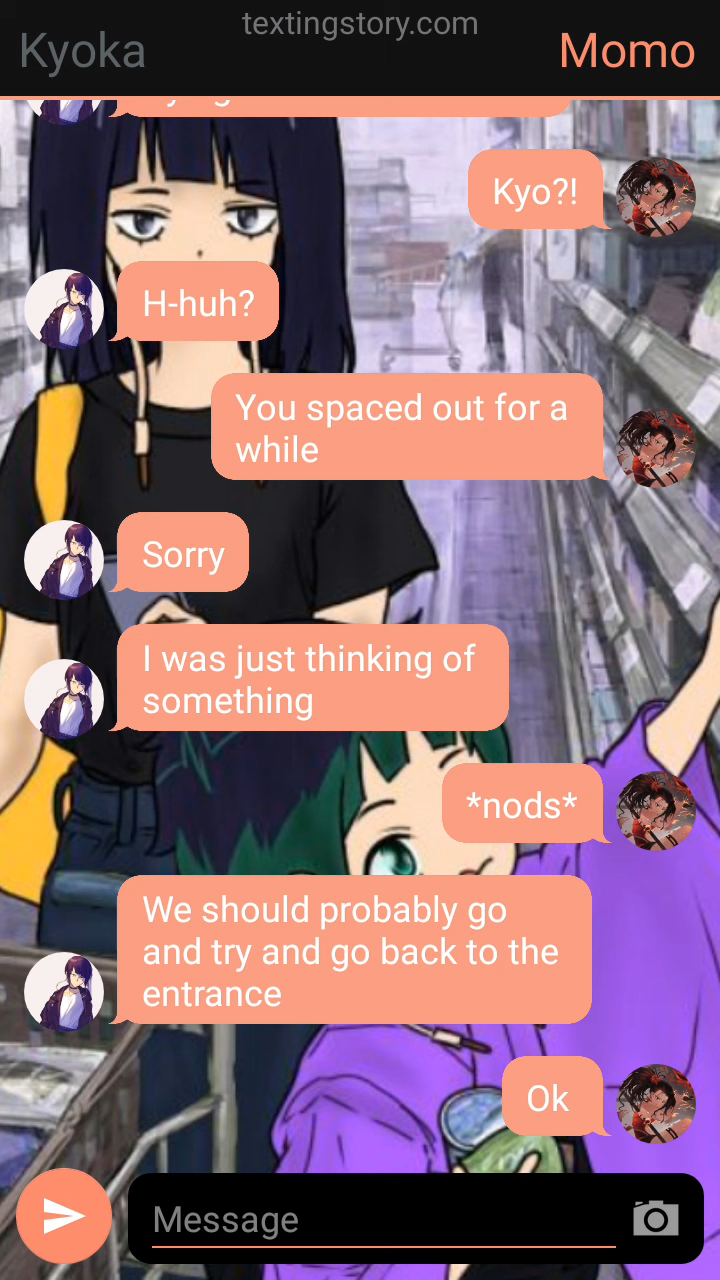 textingstory.com
Kyoka
Momo
Kyo?!
H-huh?
You spaced out for a
while
Sorry
I was just thinking of
something
*nods*
We should probably go
and try and go back to the
entrance
Ok
Message